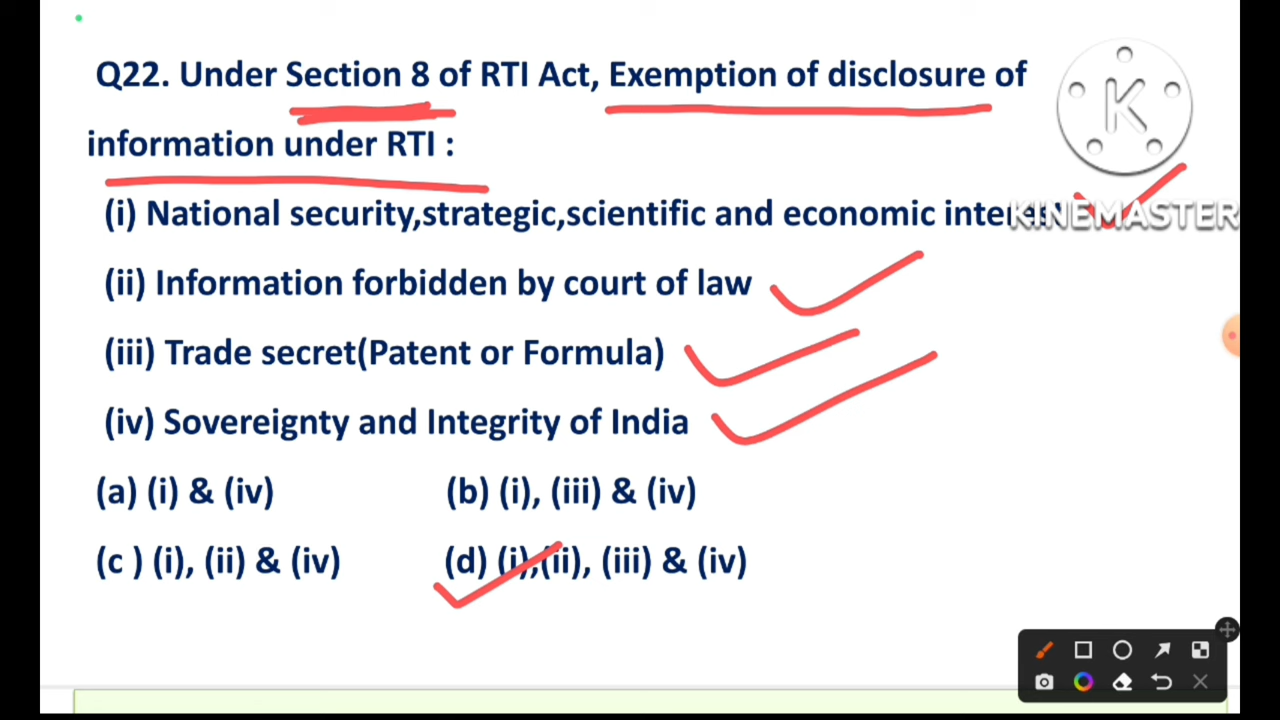 Q22. Under Section 8 of RTI Act, Exemption of disclosure of
information under RTI :
(i) National security,strategic,scientific and economic
KINEMASTER
(ii) Information forbidden by court of law
(iii) Trade secret(Patent or Formula)
(iv) Sovereignty and Integrity of India
(a) (i) & (iv) (b) (i), (iii) & (iv)
(c ) (i), (ii) & (iv) (d) (i),(ii), (iii) & (iv)